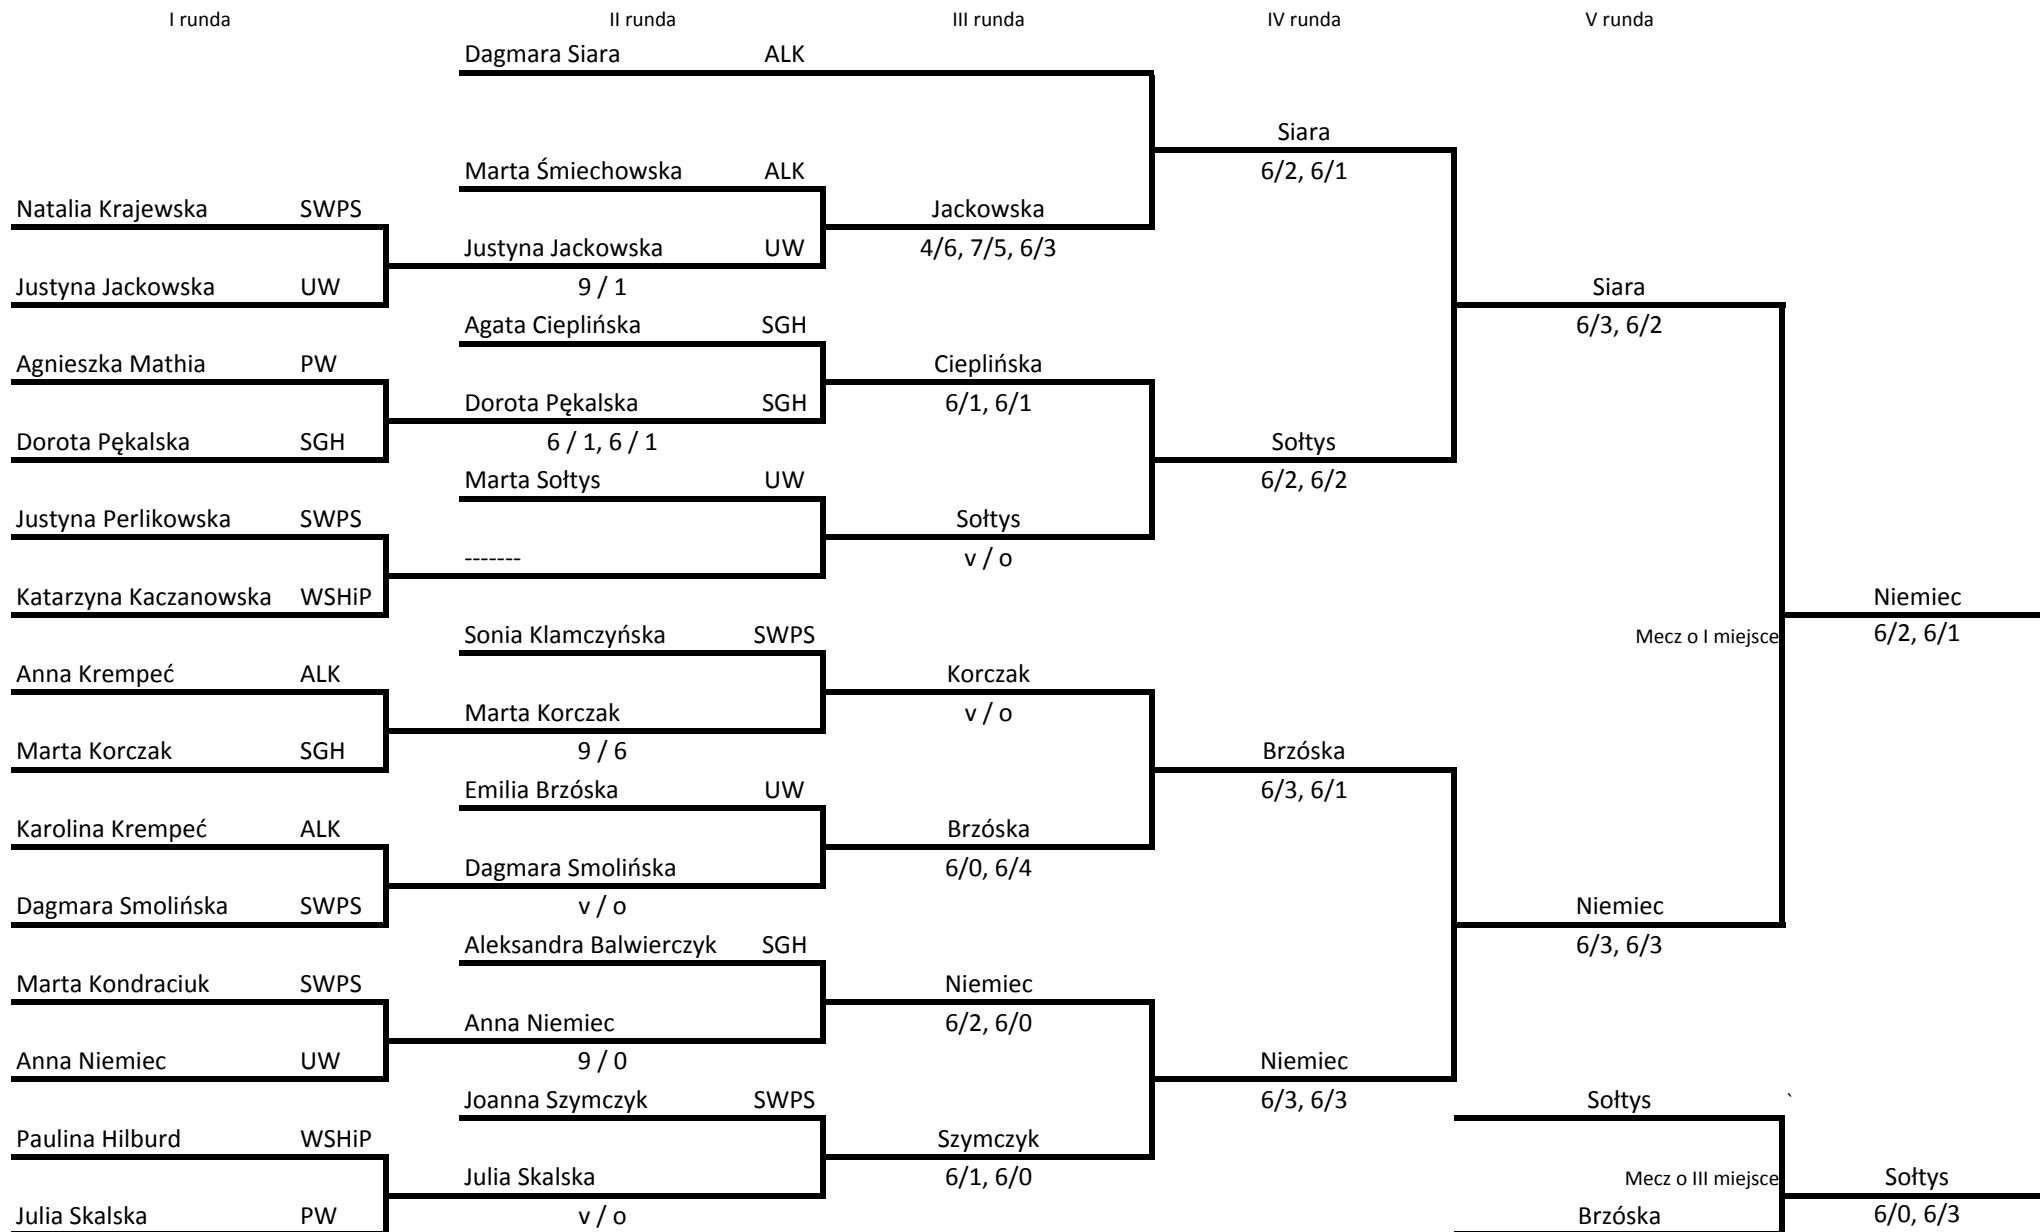 I runda II runda III runda IV runda V runda
Dagmara Siara ALK
Siara
Marta Śmiechowska ALK 6/2, 6/1
Natalia Krajewska SWPS Jackowska
Justyna Jackowska UW 4/6, 7/5, 6/3
Justyna Jackowska UW 9 / 1 Siara
Agata Cieplińska SGH 6/3, 6/2
Agnieszka Mathia PW Cieplińska
Dorota Pękalska SGH 6/1, 6/1
Dorota Pękalska SGH 6 / 1, 6 / 1 Sołtys
Marta Sołtys UW 6/2, 6/2
Justyna Perlikowska SWPS Sołtys
------- v / o
Katarzyna Kaczanowska WSHiP Niemiec
Sonia Klamczyńska SWPS Mecz o I miejsce 6/2, 6/1
Anna Krempeć ALK Korczak
Marta Korczak v / o
Marta Korczak SGH 9 / 6 Brzóska
Emilia Brzóska UW 6/3, 6/1
Karolina Krempeć ALK Brzóska
Dagmara Smolińska 6/0, 6/4
Dagmara Smolińska SWPS v / o Niemiec
Aleksandra Balwierczyk SGH 6/3, 6/3
Marta Kondraciuk SWPS Niemiec
Anna Niemiec 6/2, 6/0
Anna Niemiec UW 9 / 0 Niemiec
Joanna Szymczyk SWPS 6/3, 6/3 Sołtys `
Paulina Hilburd WSHiP Szymczyk
Julia Skalska 6/1, 6/0 Mecz o III miejsce Sołtys
Julia Skalska PW v / o Brzóska 6/0, 6/3